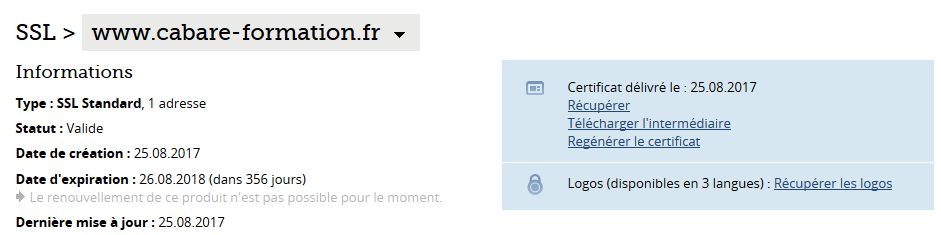 SSL > www.cabare-formation.fr
Informations
Type : SSL Standard, 1 adresse
Statut : Valide
Date de création : 25.08.2017
Date d'expiration : 26.08.2018 (dans 356 jours)
Le renouvellement de ce produit n'est pas possible pour le moment.
Dernière mise à jour : 25.08.2017
Certificat délivré le : 25.08.2017
Récupérer
Télécharger l'intermédiaire
Regénérer le certificat
Logos (disponibles en 3 langues) : Récupérer les logos